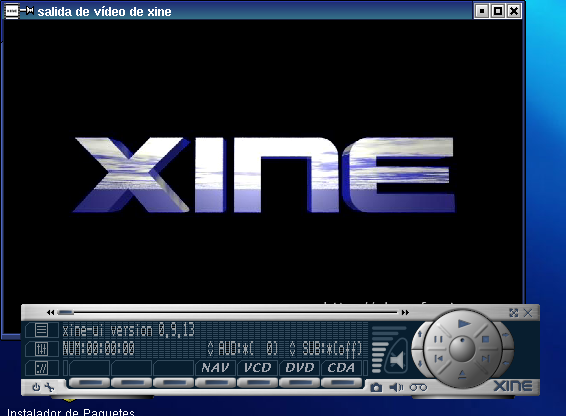 salida de vídeo de xine
XINE
xine-ui version 0,9,13
NUM:00:00:00 AUD:*( 0) SUB:*(off)
NAV VCD DVD CDA
XINE
Instalador de Paquetes